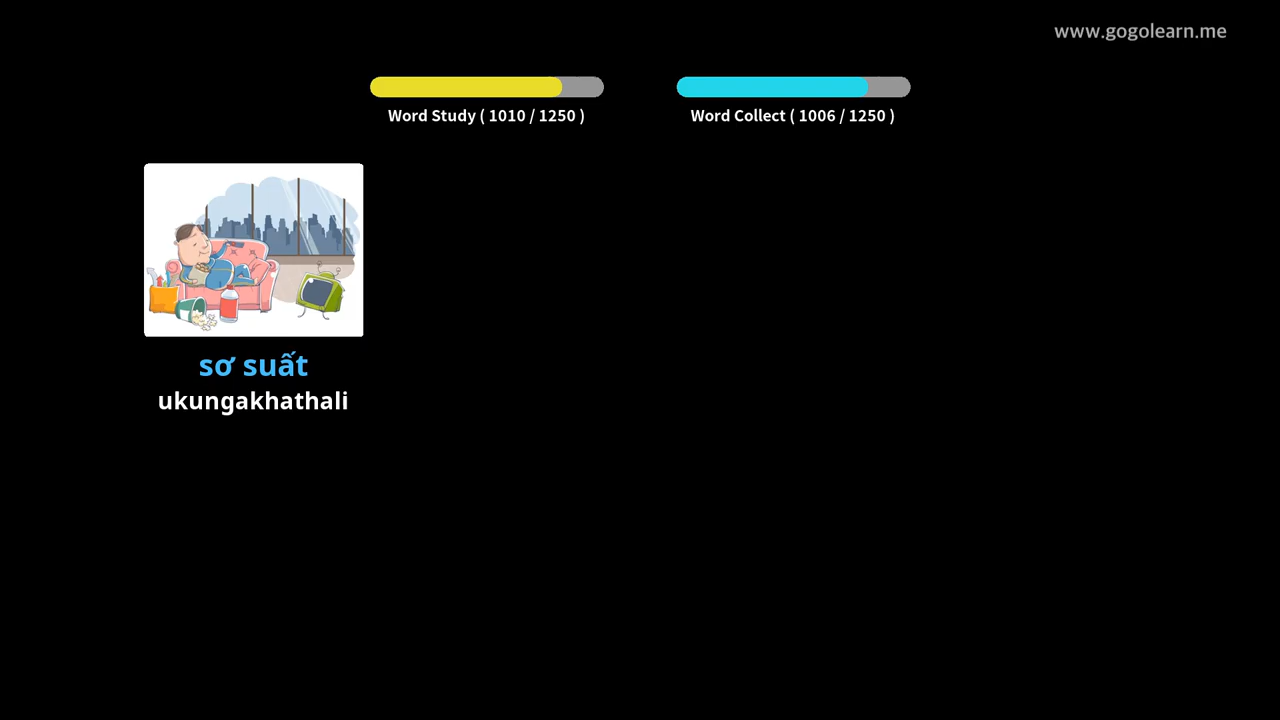 www.gogolearn.me
Word Study ( 1010 / 1250 )
Word Collect ( 1006 / 1250 )
sơ suất
ukungakhathali